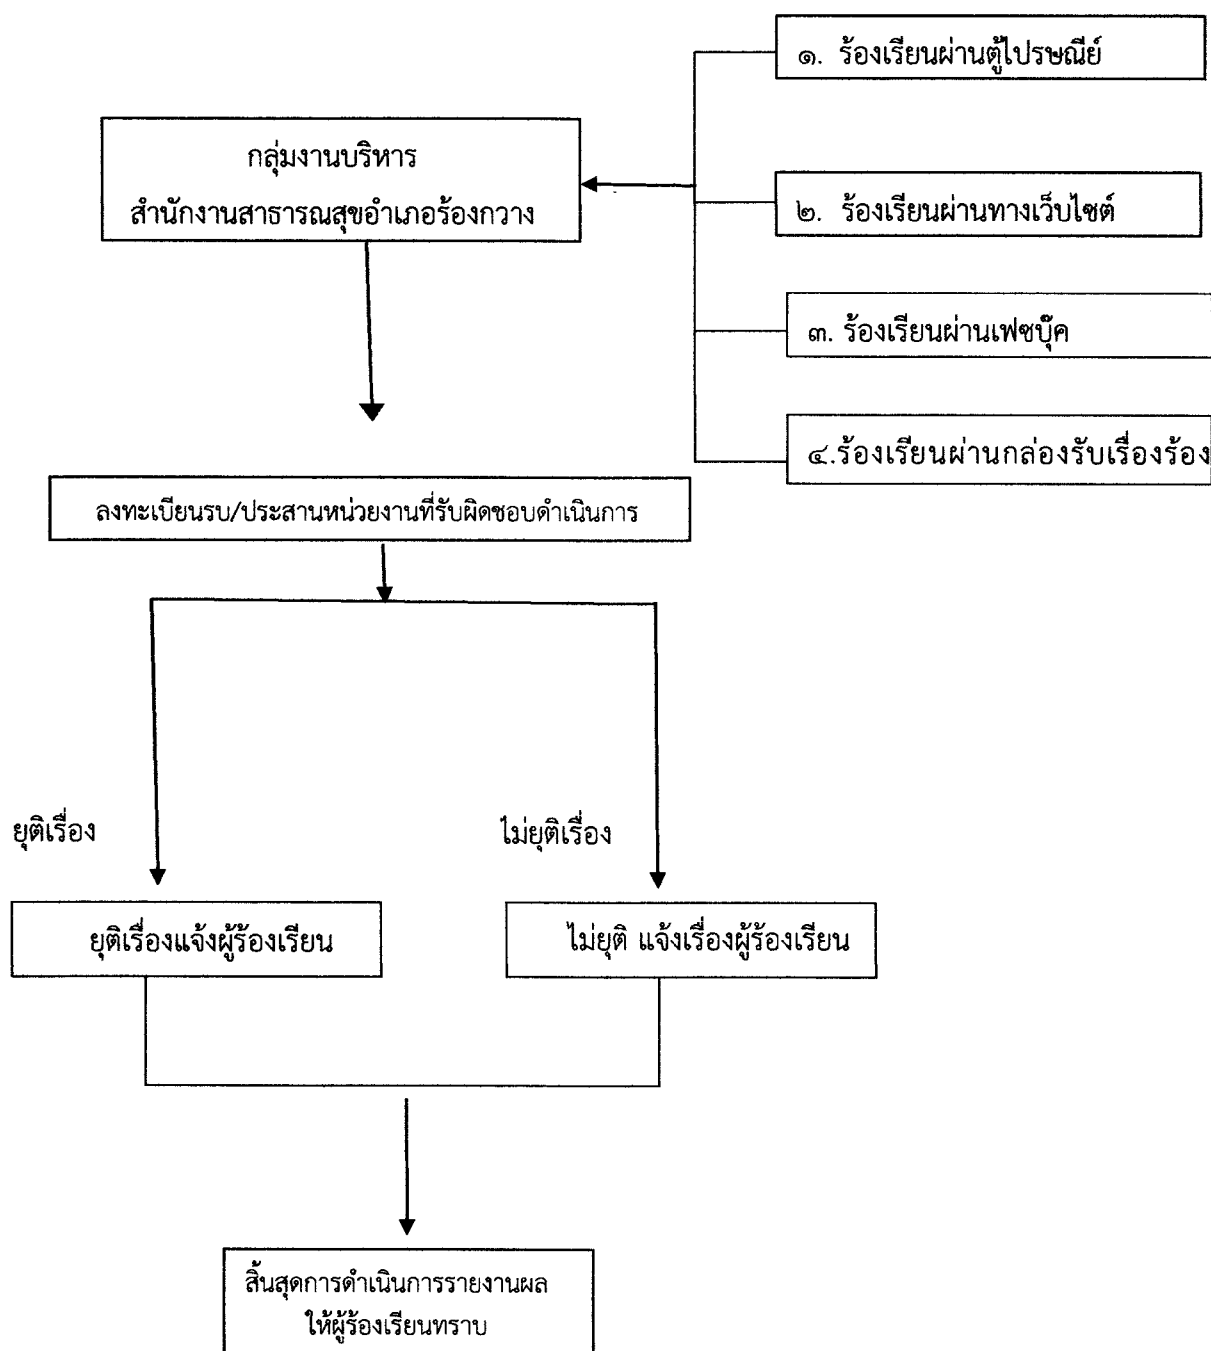 ๑. ร้องเรียนผ่านตู้ไปรษณีย์
กลุ่มงานบริหาร
สำนักงานสาธารณสุขอำเภอร้องกวาง
๒. ร้องเรียนผ่านทางเว็บไซต์
๓. ร้องเรียนผ่านเฟซบุ๊ค
๔.ร้องเรียนผ่านกล่องรับเรื่องร้อง
ลงทะเบียนรบ/ประสานหน่วยงานที่รับผิดชอบดำเนินการ
ยุติเรื่อง
ไม่ยุติเรื่อง
ยุติเรื่องแจ้งผู้ร้องเรียน
ไม่ยุติ แจ้งเรื่องผู้ร้องเรียน
สิ้นสุดการดำเนินการรายงานผล
ให้ผู้ร้องเรียนทราบ